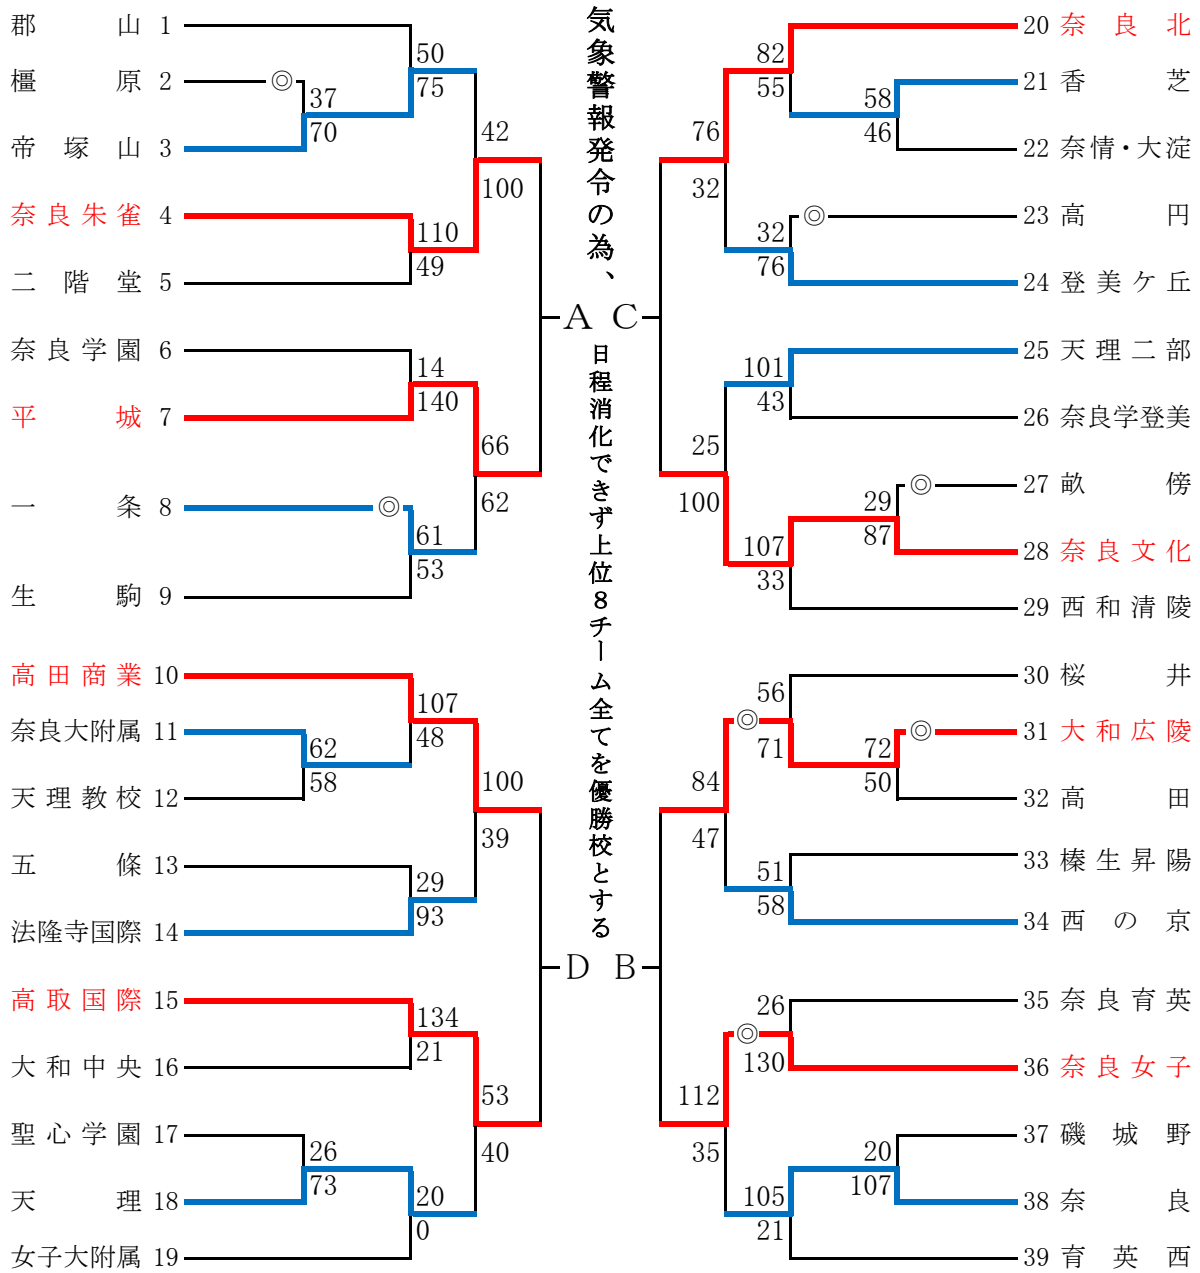 郡山 1
橿原 2
帝塚山 3
奈良朱雀 4
二階堂 5
奈良学園 6
平城 7
一条 8
生駒 9
高田商業 10
奈良大附属 11
天理教校 12
五條 13
法隆寺国際 14
高取国際 15
大和中央 16
聖心学園 17
天理 18
女子大附属 19
◎
37
70
50
75
42
100
110
49
14
140
66
62
◎
61
53
107
48
62
58
100
39
29
93
134
21
53
40
26
73
20
0
気象警報発令の為、
A C
日程消化できず上位8チーム全てを優勝校とする
D B
82
55
58
46
76
32
◎
32
76
101
43
25
100
◎
29
87
107
33
56
◎
71
◎
72
50
84
47
51
58
26
◎
130
112
35
20
107
105
21
20 奈良北
21 香芝
22 奈情・大淀
23 高円
24 登美ケ丘
25 天理二部
26 奈良学登美
27 畝傍
28 奈良文化
29 西和清陵
30 桜井
31 大和広陵
32 高田
33 榛生昇陽
34 西の京
35 奈良育英
36 奈良女子
37 磯城野
38 奈良
39 育英西